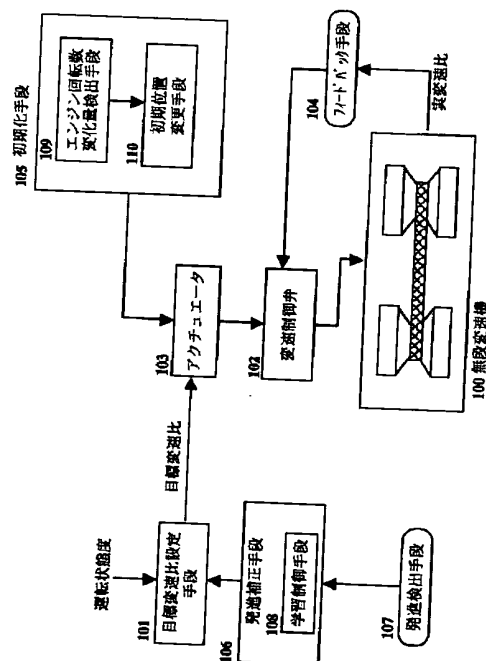 運転状態度
101 目標変速比設定
手段
目標変速比
106 発進補正手段
108 学習制御手段
107 発進検出手段
103 アクチュエータ
102 変速制御弁
105 初期化手段
109 エンジン回転数
変化量検出手段
110 初期位置
変更手段
104 フィードバック手段
実変速比
100 無段変速機